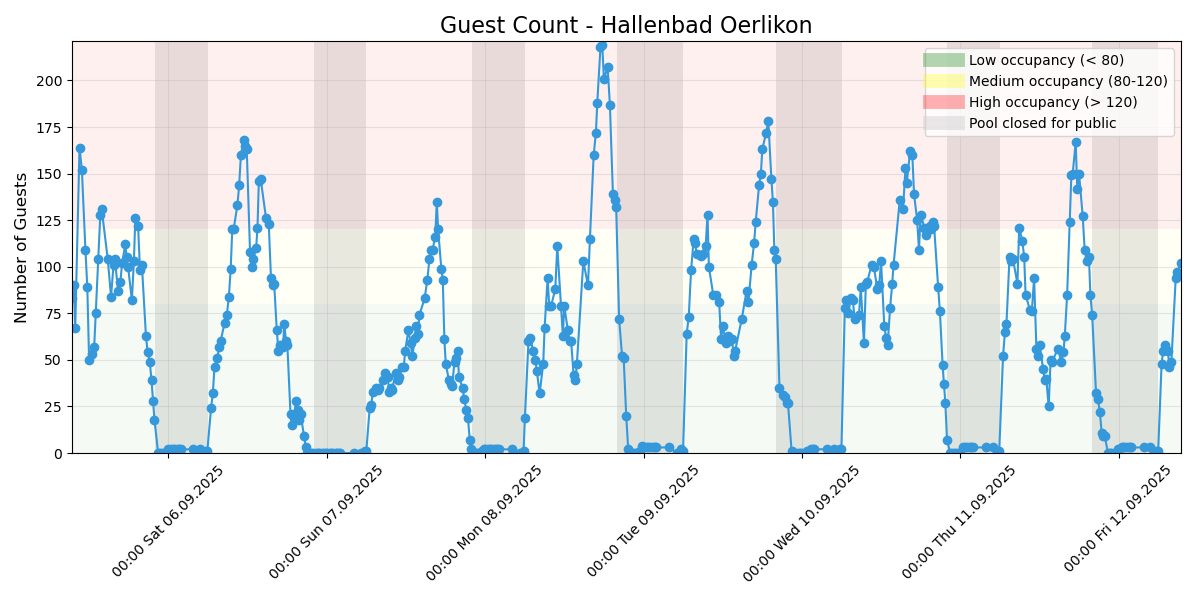 Guest Count - Hallenbad Oerlikon
Low occupancy (< 80)
Medium occupancy (80-120)
High occupancy (> 120)
Pool closed for public
Number of Guests
200
175
150
125
100
75
50
25
0
00:00 Sat 06.09.2025
00:00 Sun 07.09.2025
00:00 Mon 08.09.2025
00:00 Tue 09.09.2025
00:00 Wed 10.09.2025
00:00 Thu 11.09.2025
00:00 Fri 12.09.2025